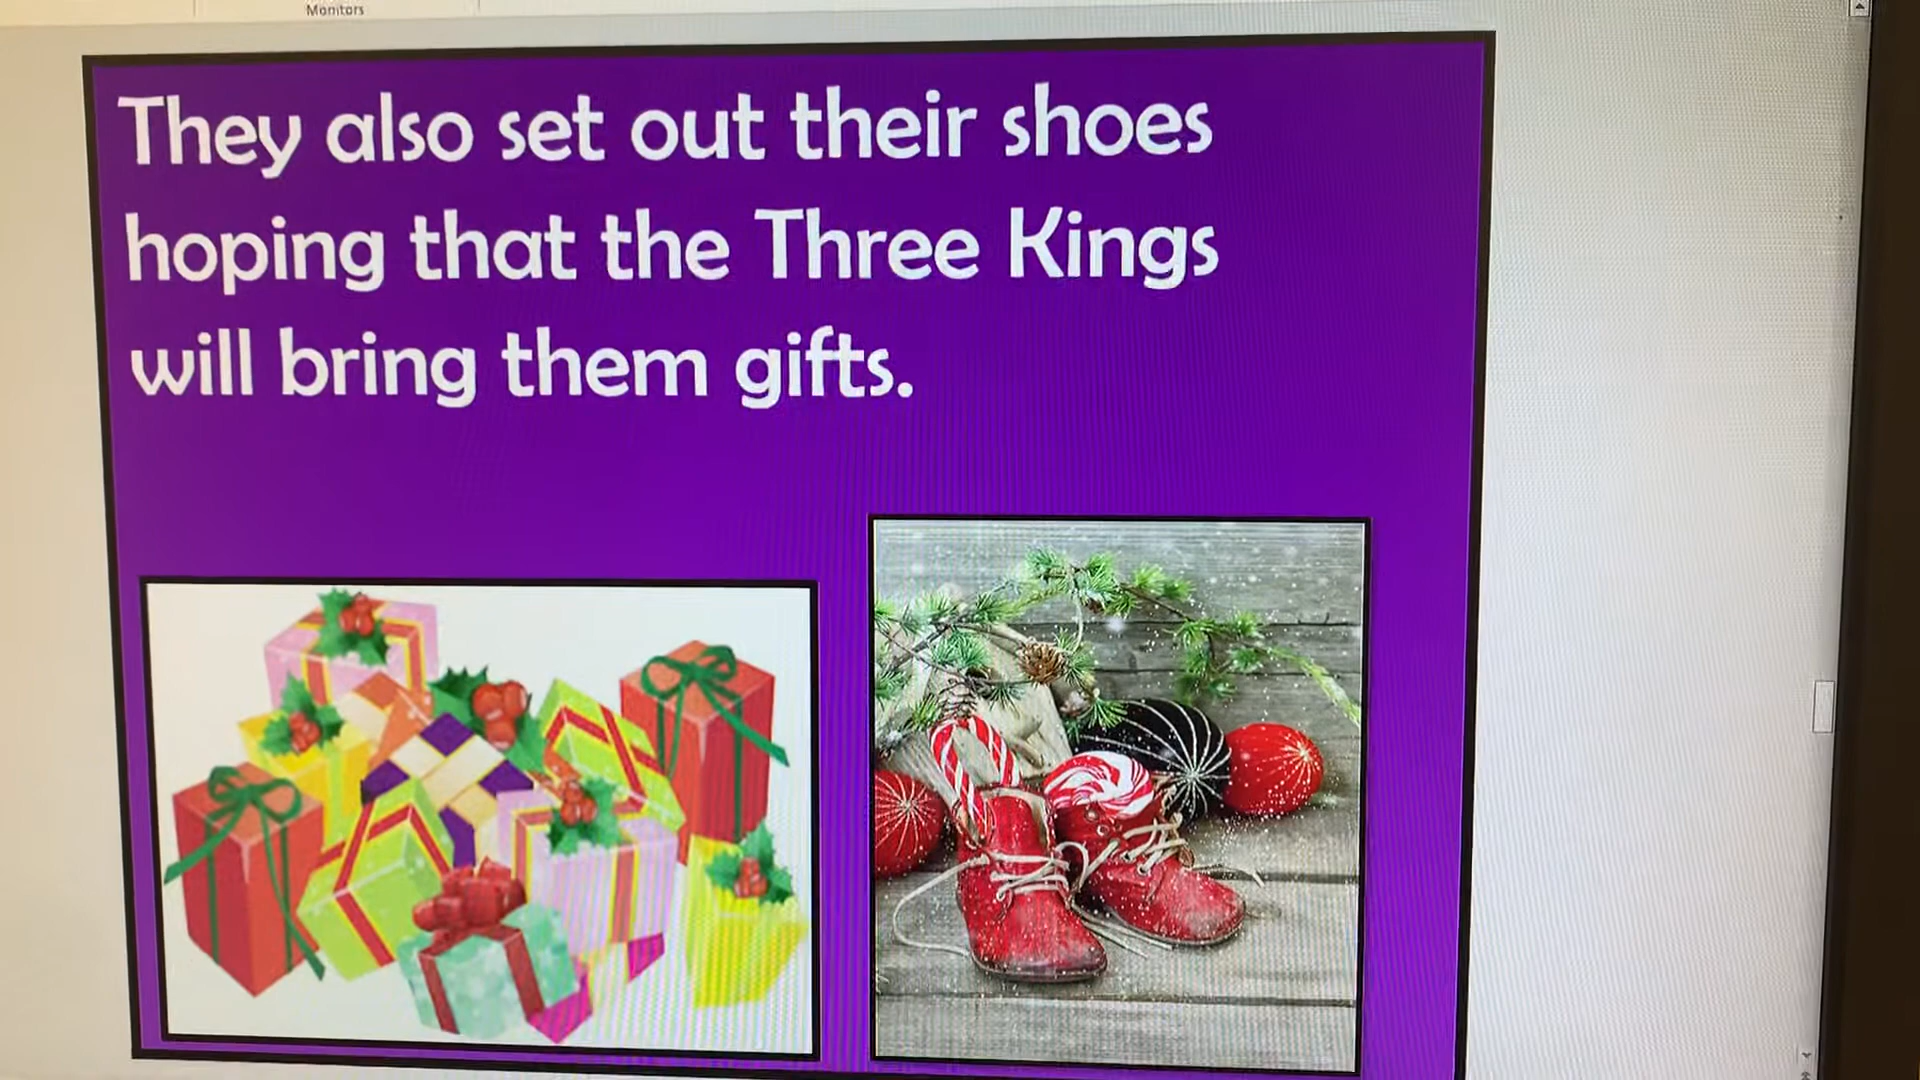 Monitors
They also set out their shoes
hoping that the Three Kings
will bring them gifts.